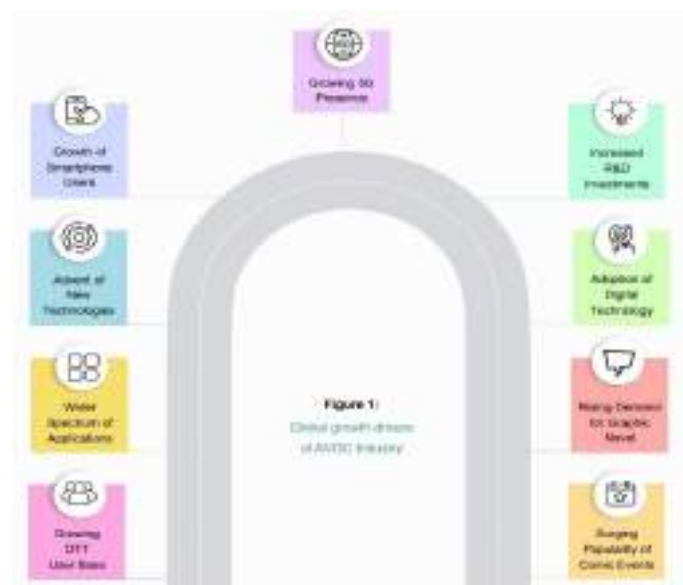 Growing 5G
Presence
Growth of
Smartphone
Users
Increased
R&D
Investments
Advent of
New
Technologies
Adoption of
Digital
Technology
Wider
Spectrum of
Applications
Rising Demand
for Graphic
Novel
Figure 1:
Global growth drivers
of AVGC Industry
Growing
OTT
User Base
Surging
Popularity of
Comic Events